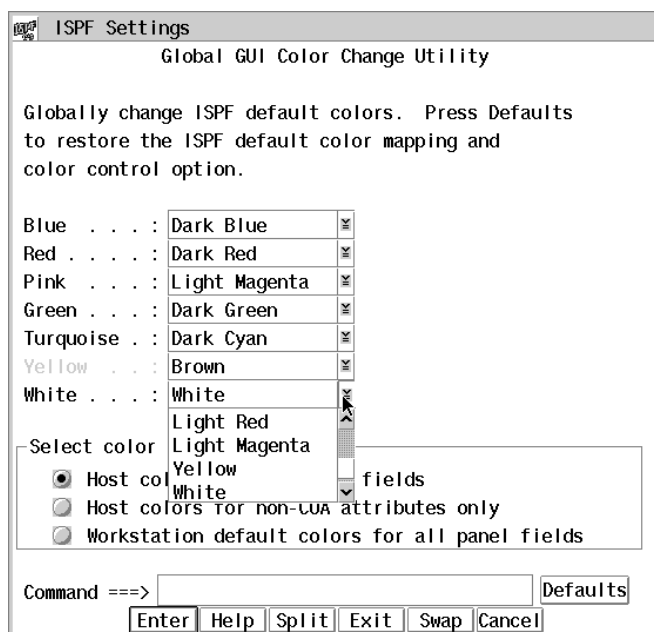 ISPF Settings
Global GUI Color Change Utility
Globally change ISPF default colors. Press Defaults
to restore the ISPF default color mapping and
color control option.
Blue . . . : Dark Blue
Red . . . . : Dark Red
Pink . . . : Light Magenta
Green . . . : Dark Green
Turquoise . : Dark Cyan
Yellow . . : Brown
White . . . : White
Light Red
Select color Light Magenta
Yellow
Host col fields
White
Host colors for non-CUA attributes only
Workstation default colors for all panel fields
Command ===> Defaults
Enter Help Split Exit Swap Cancel